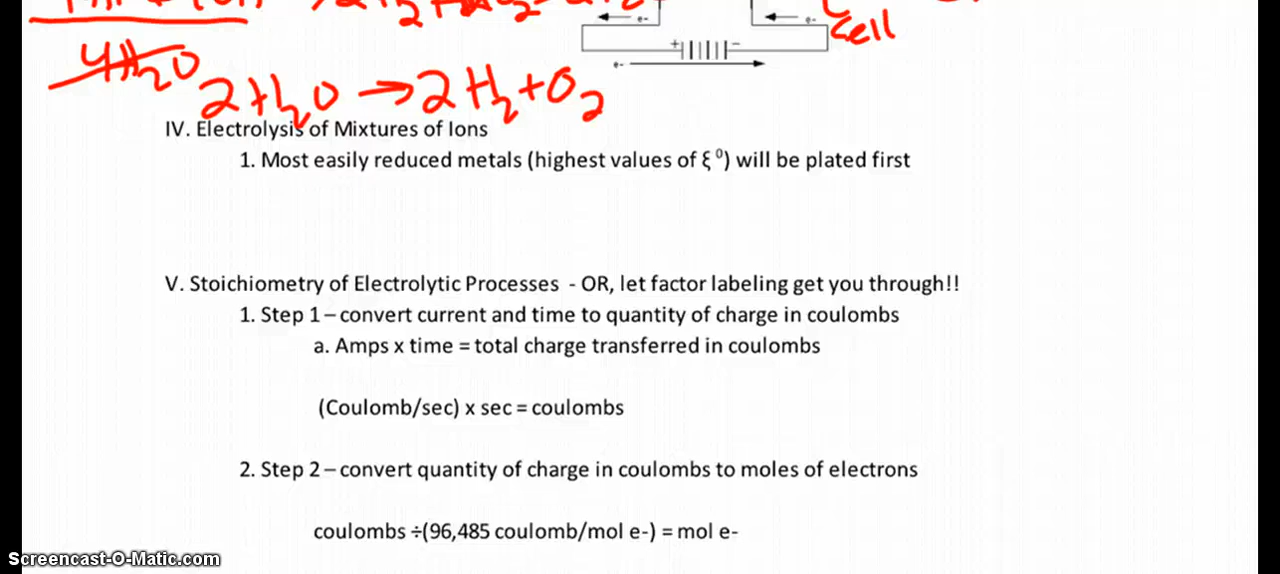 e- e-
cell
+ -
e-
4H₂O
2H₂O → 2H₂ + O₂
IV. Electrolysis of Mixtures of Ions
1. Most easily reduced metals (highest values of ξ⁰) will be plated first
V. Stoichiometry of Electrolytic Processes - OR, let factor labeling get you through!!
1. Step 1 – convert current and time to quantity of charge in coulombs
a. Amps x time = total charge transferred in coulombs
(Coulomb/sec) x sec = coulombs
2. Step 2 – convert quantity of charge in coulombs to moles of electrons
coulombs ÷(96,485 coulomb/mol e-) = mol e-
Screencast-O-Matic.com